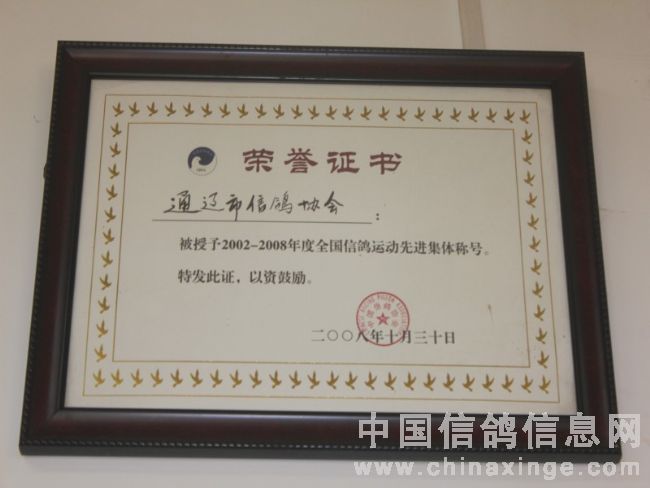 荣誉证书
通辽市信鸽协会：
被授予2002-2008年度全国信鸽运动先进集体称号。
特发此证，以资鼓励。
二〇〇八年十月三十日
中国信鸽信息网
www.chinaxinge.com